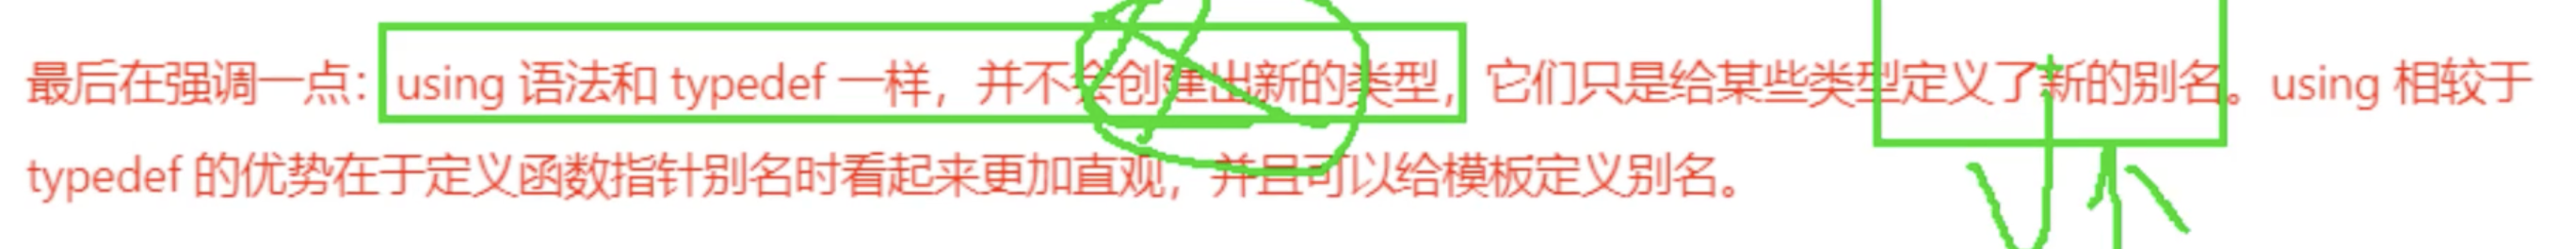 最后在强调一点：using 语法和 typedef 一样，并不会创建出新的类型，它们只是给某些类型定义了新的别名。using 相较于
typedef 的优势在于定义函数指针别名时看起来更加直观，并且可以给模板定义别名。